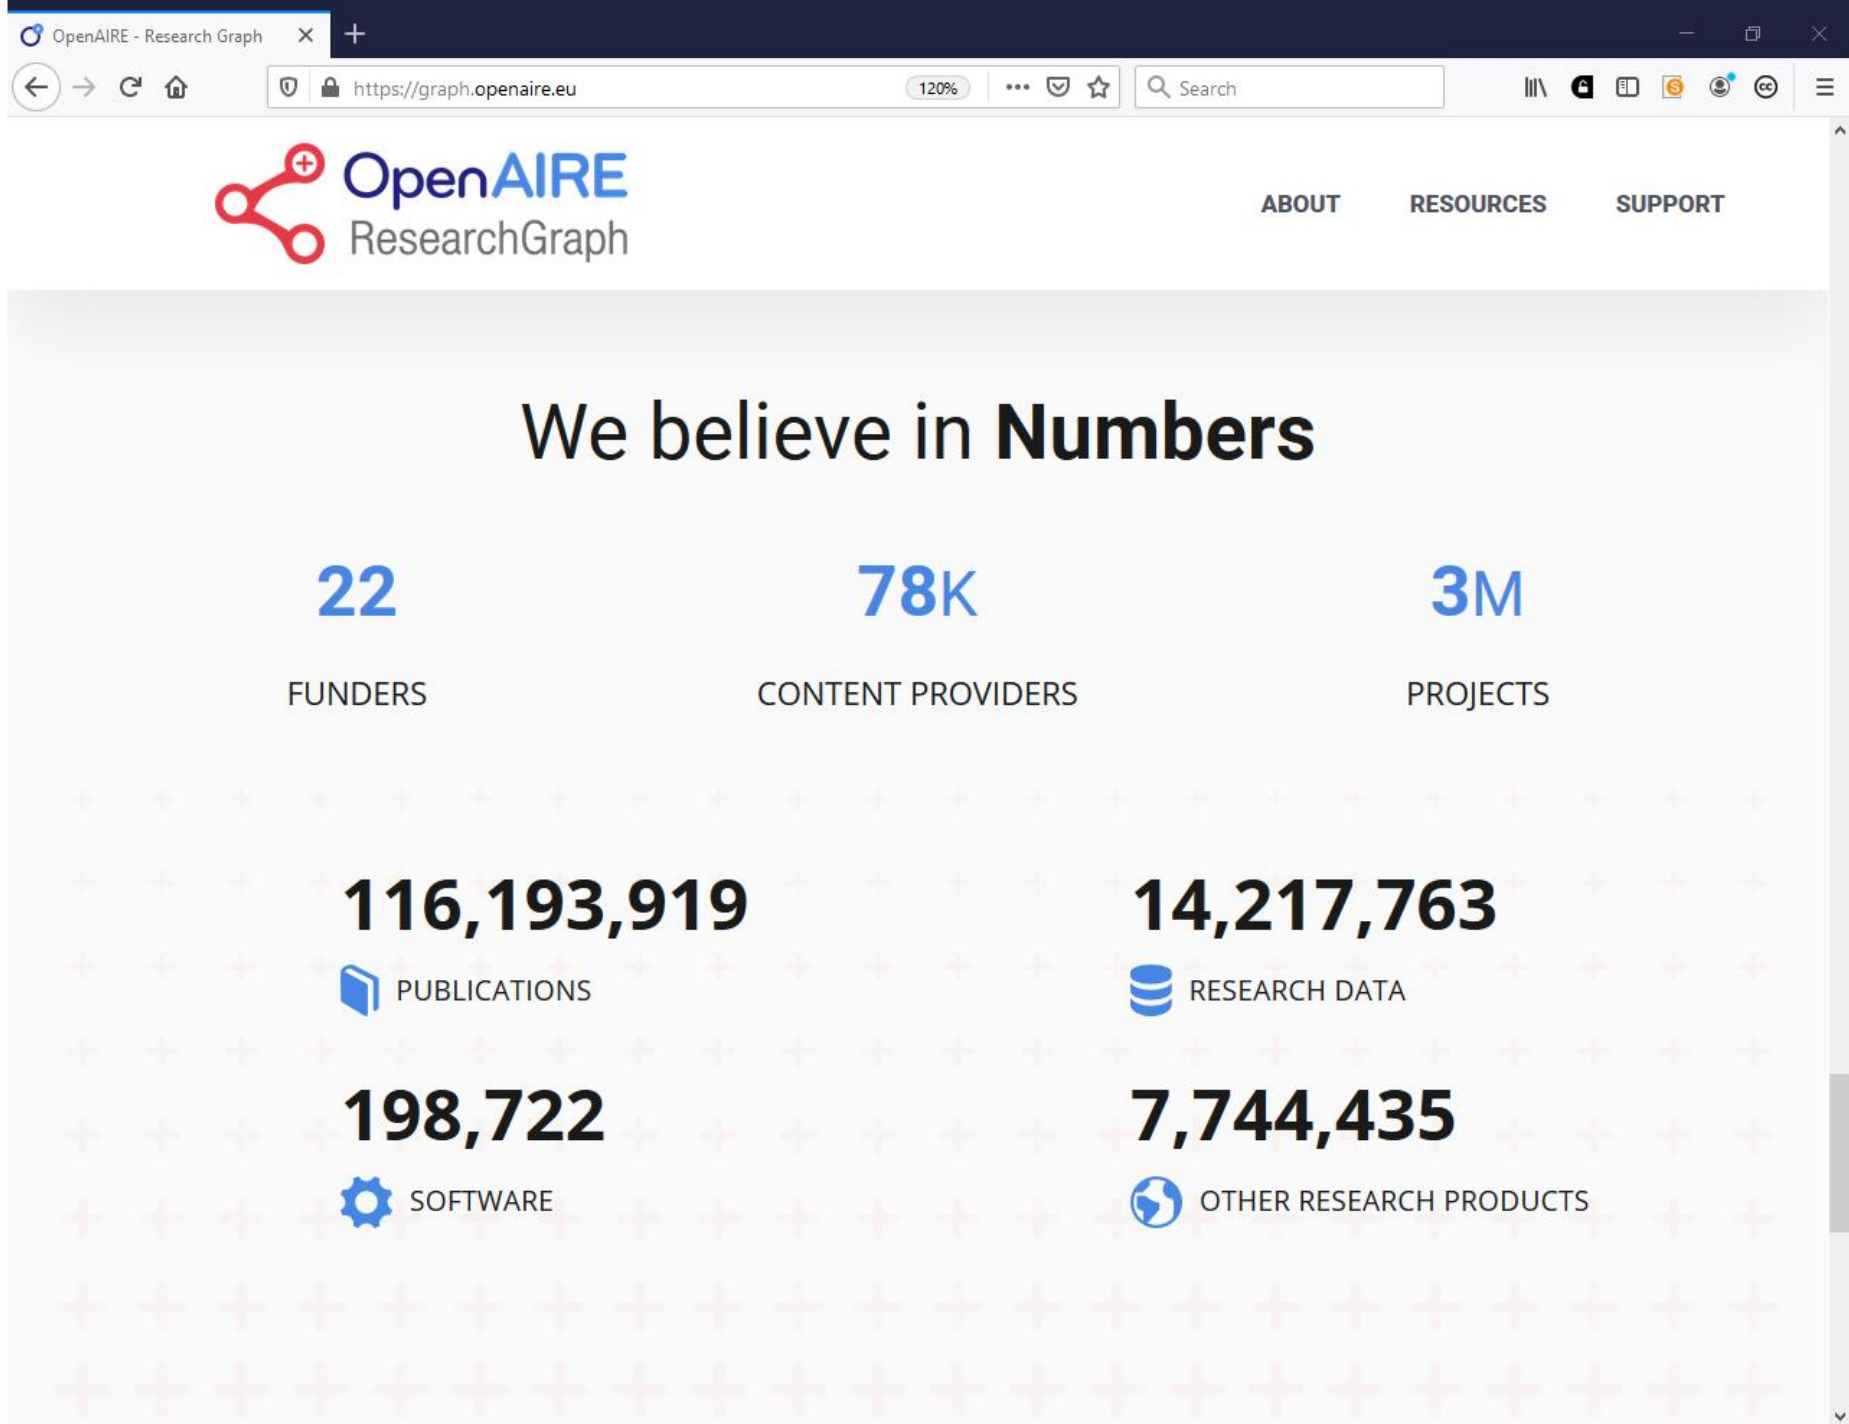 OpenAIRE - Research Graph
https://graph.openaire.eu
120%
Search
OpenAIRE
ResearchGraph
ABOUT RESOURCES SUPPORT
We believe in Numbers
22 78K 3M
FUNDERS CONTENT PROVIDERS PROJECTS
116,193,919 14,217,763
PUBLICATIONS RESEARCH DATA
198,722 7,744,435
SOFTWARE OTHER RESEARCH PRODUCTS